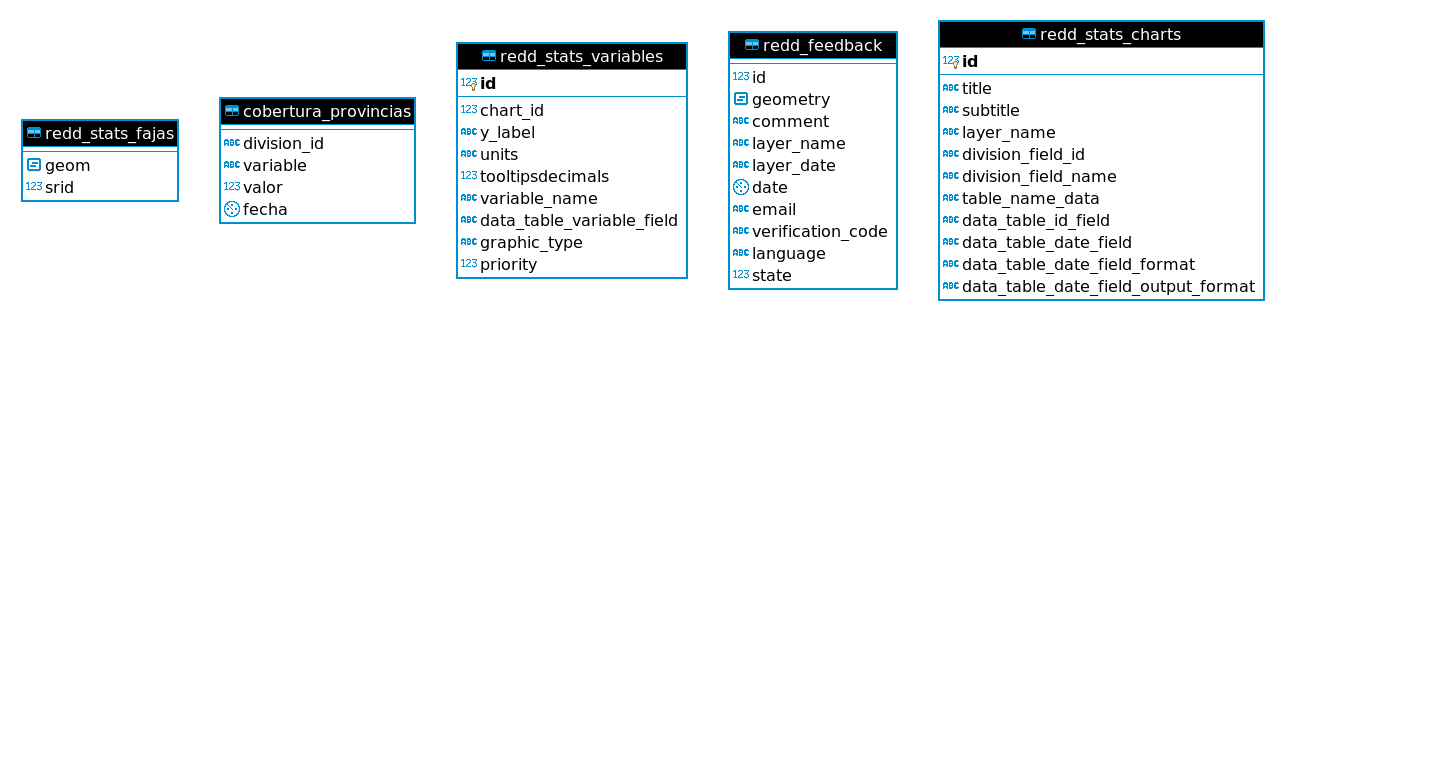 redd_stats_fajas
geom
123 srid
cobertura_provincias
ABC division_id
ABC variable
123 valor
fecha
redd_stats_variables
123 id
123 chart_id
ABC y_label
ABC units
123 tooltipsdecimals
ABC variable_name
ABC data_table_variable_field
ABC graphic_type
123 priority
redd_feedback
123 id
geometry
ABC comment
ABC layer_name
ABC layer_date
date
ABC email
ABC verification_code
ABC language
123 state
redd_stats_charts
123 id
ABC title
ABC subtitle
ABC layer_name
ABC division_field_id
ABC division_field_name
ABC table_name_data
ABC data_table_id_field
ABC data_table_date_field
ABC data_table_date_field_format
ABC data_table_date_field_output_format